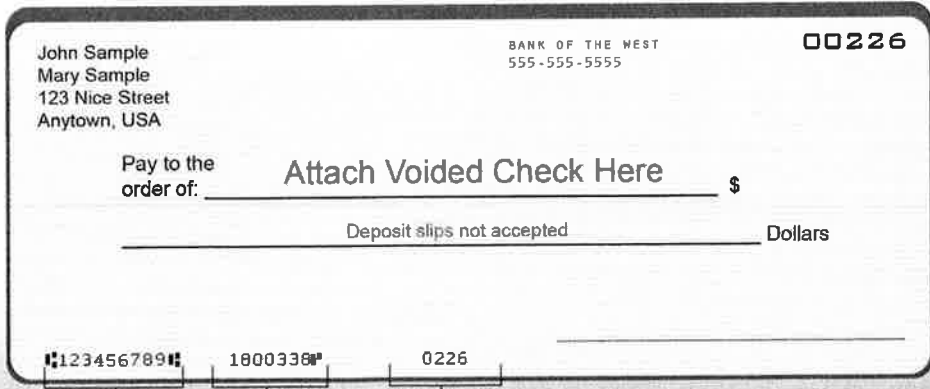 John Sample
Mary Sample
123 Nice Street
Anytown, USA
BANK OF THE WEST
555-555-5555
00226
Pay to the
order of: Attach Voided Check Here $
Deposit slips not accepted Dollars
⑆123456789⑆ 1800338⑈ 0226